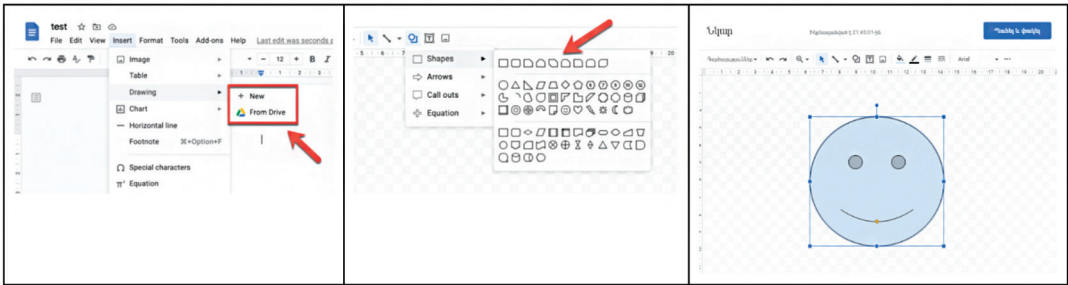 test
File Edit View Insert Format Tools Add-ons Help Last edit was seconds a
Image
Table
Drawing
Chart
Horizontal line
Footnote ⌘+Option+F
Special characters
Equation
+ New
From Drive
12 + B I
Shapes
Arrows
Call outs
Equation
Նկար
Պահել և փակել
Arial